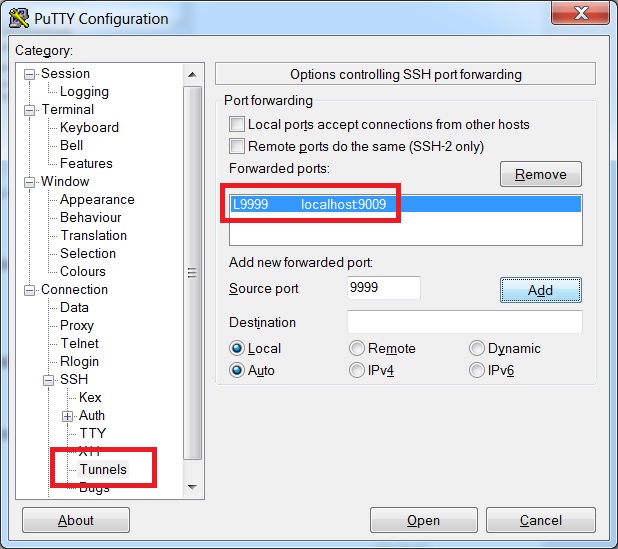 PuTTY Configuration
Category:
Session
Logging
Terminal
Keyboard
Bell
Features
Window
Appearance
Behaviour
Translation
Selection
Colours
Connection
Data
Proxy
Telnet
Rlogin
SSH
Kex
Auth
TTY
X11
Tunnels
Bugs
Options controlling SSH port forwarding
Port forwarding
Local ports accept connections from other hosts
Remote ports do the same (SSH-2 only)
Forwarded ports:
Remove
L9999 localhost:9009
Add new forwarded port:
Source port 9999 Add
Destination
Local Remote Dynamic
Auto IPv4 IPv6
About Open Cancel